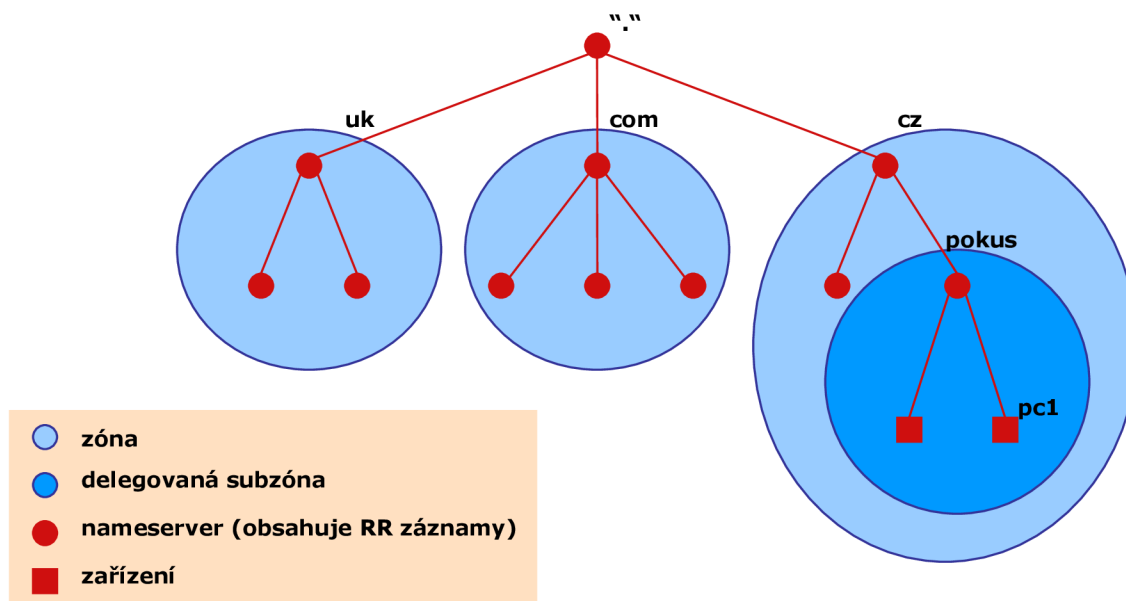 “.“
uk
com
cz
pokus
pc1
zóna
delegovaná subzóna
nameserver (obsahuje RR záznamy)
zařízení